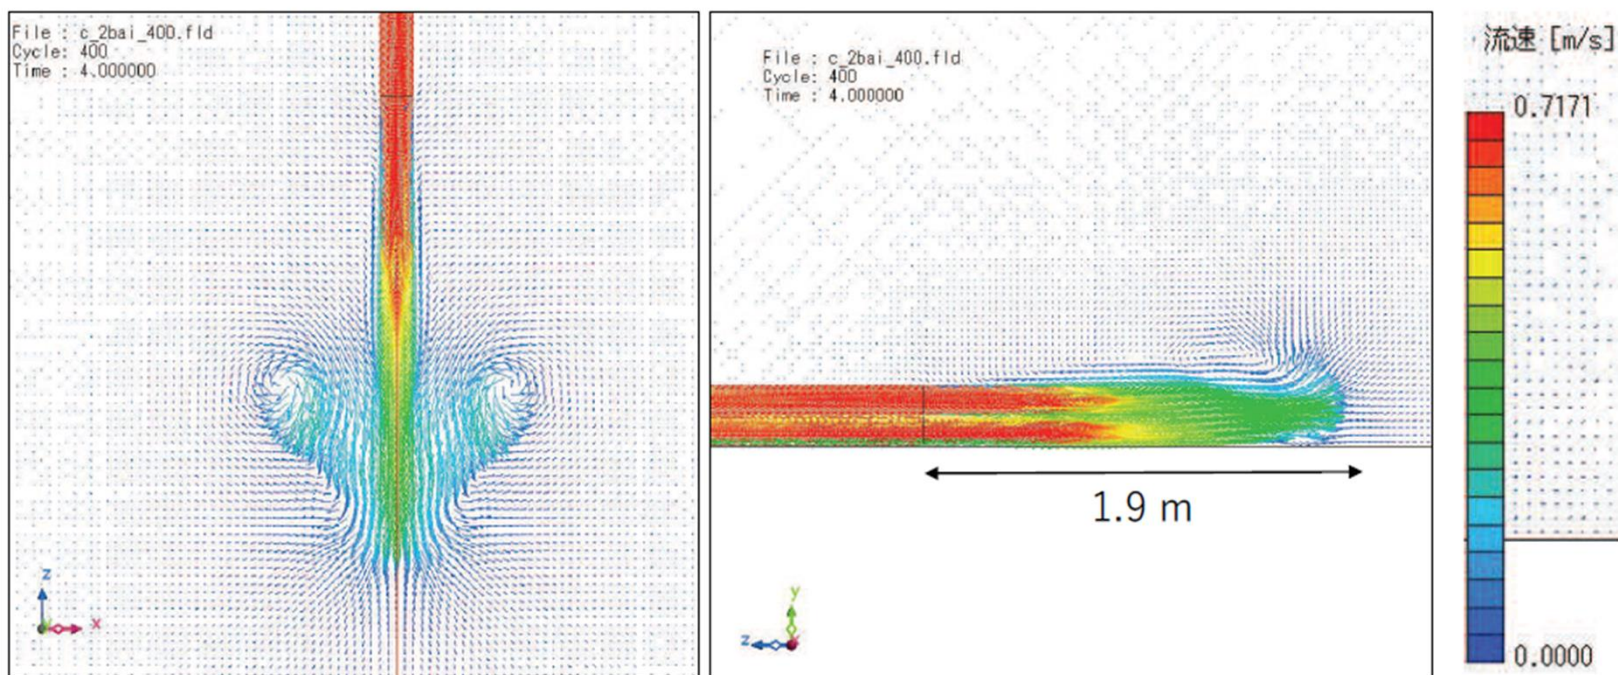 File : c_2bai_400.fld
Cycle: 400
Time : 4.000000
z
x
File : c_2bai_400.fld
Cycle: 400
Time : 4.000000
1.9 m
y
z
流速 [m/s]
0.7171
0.0000